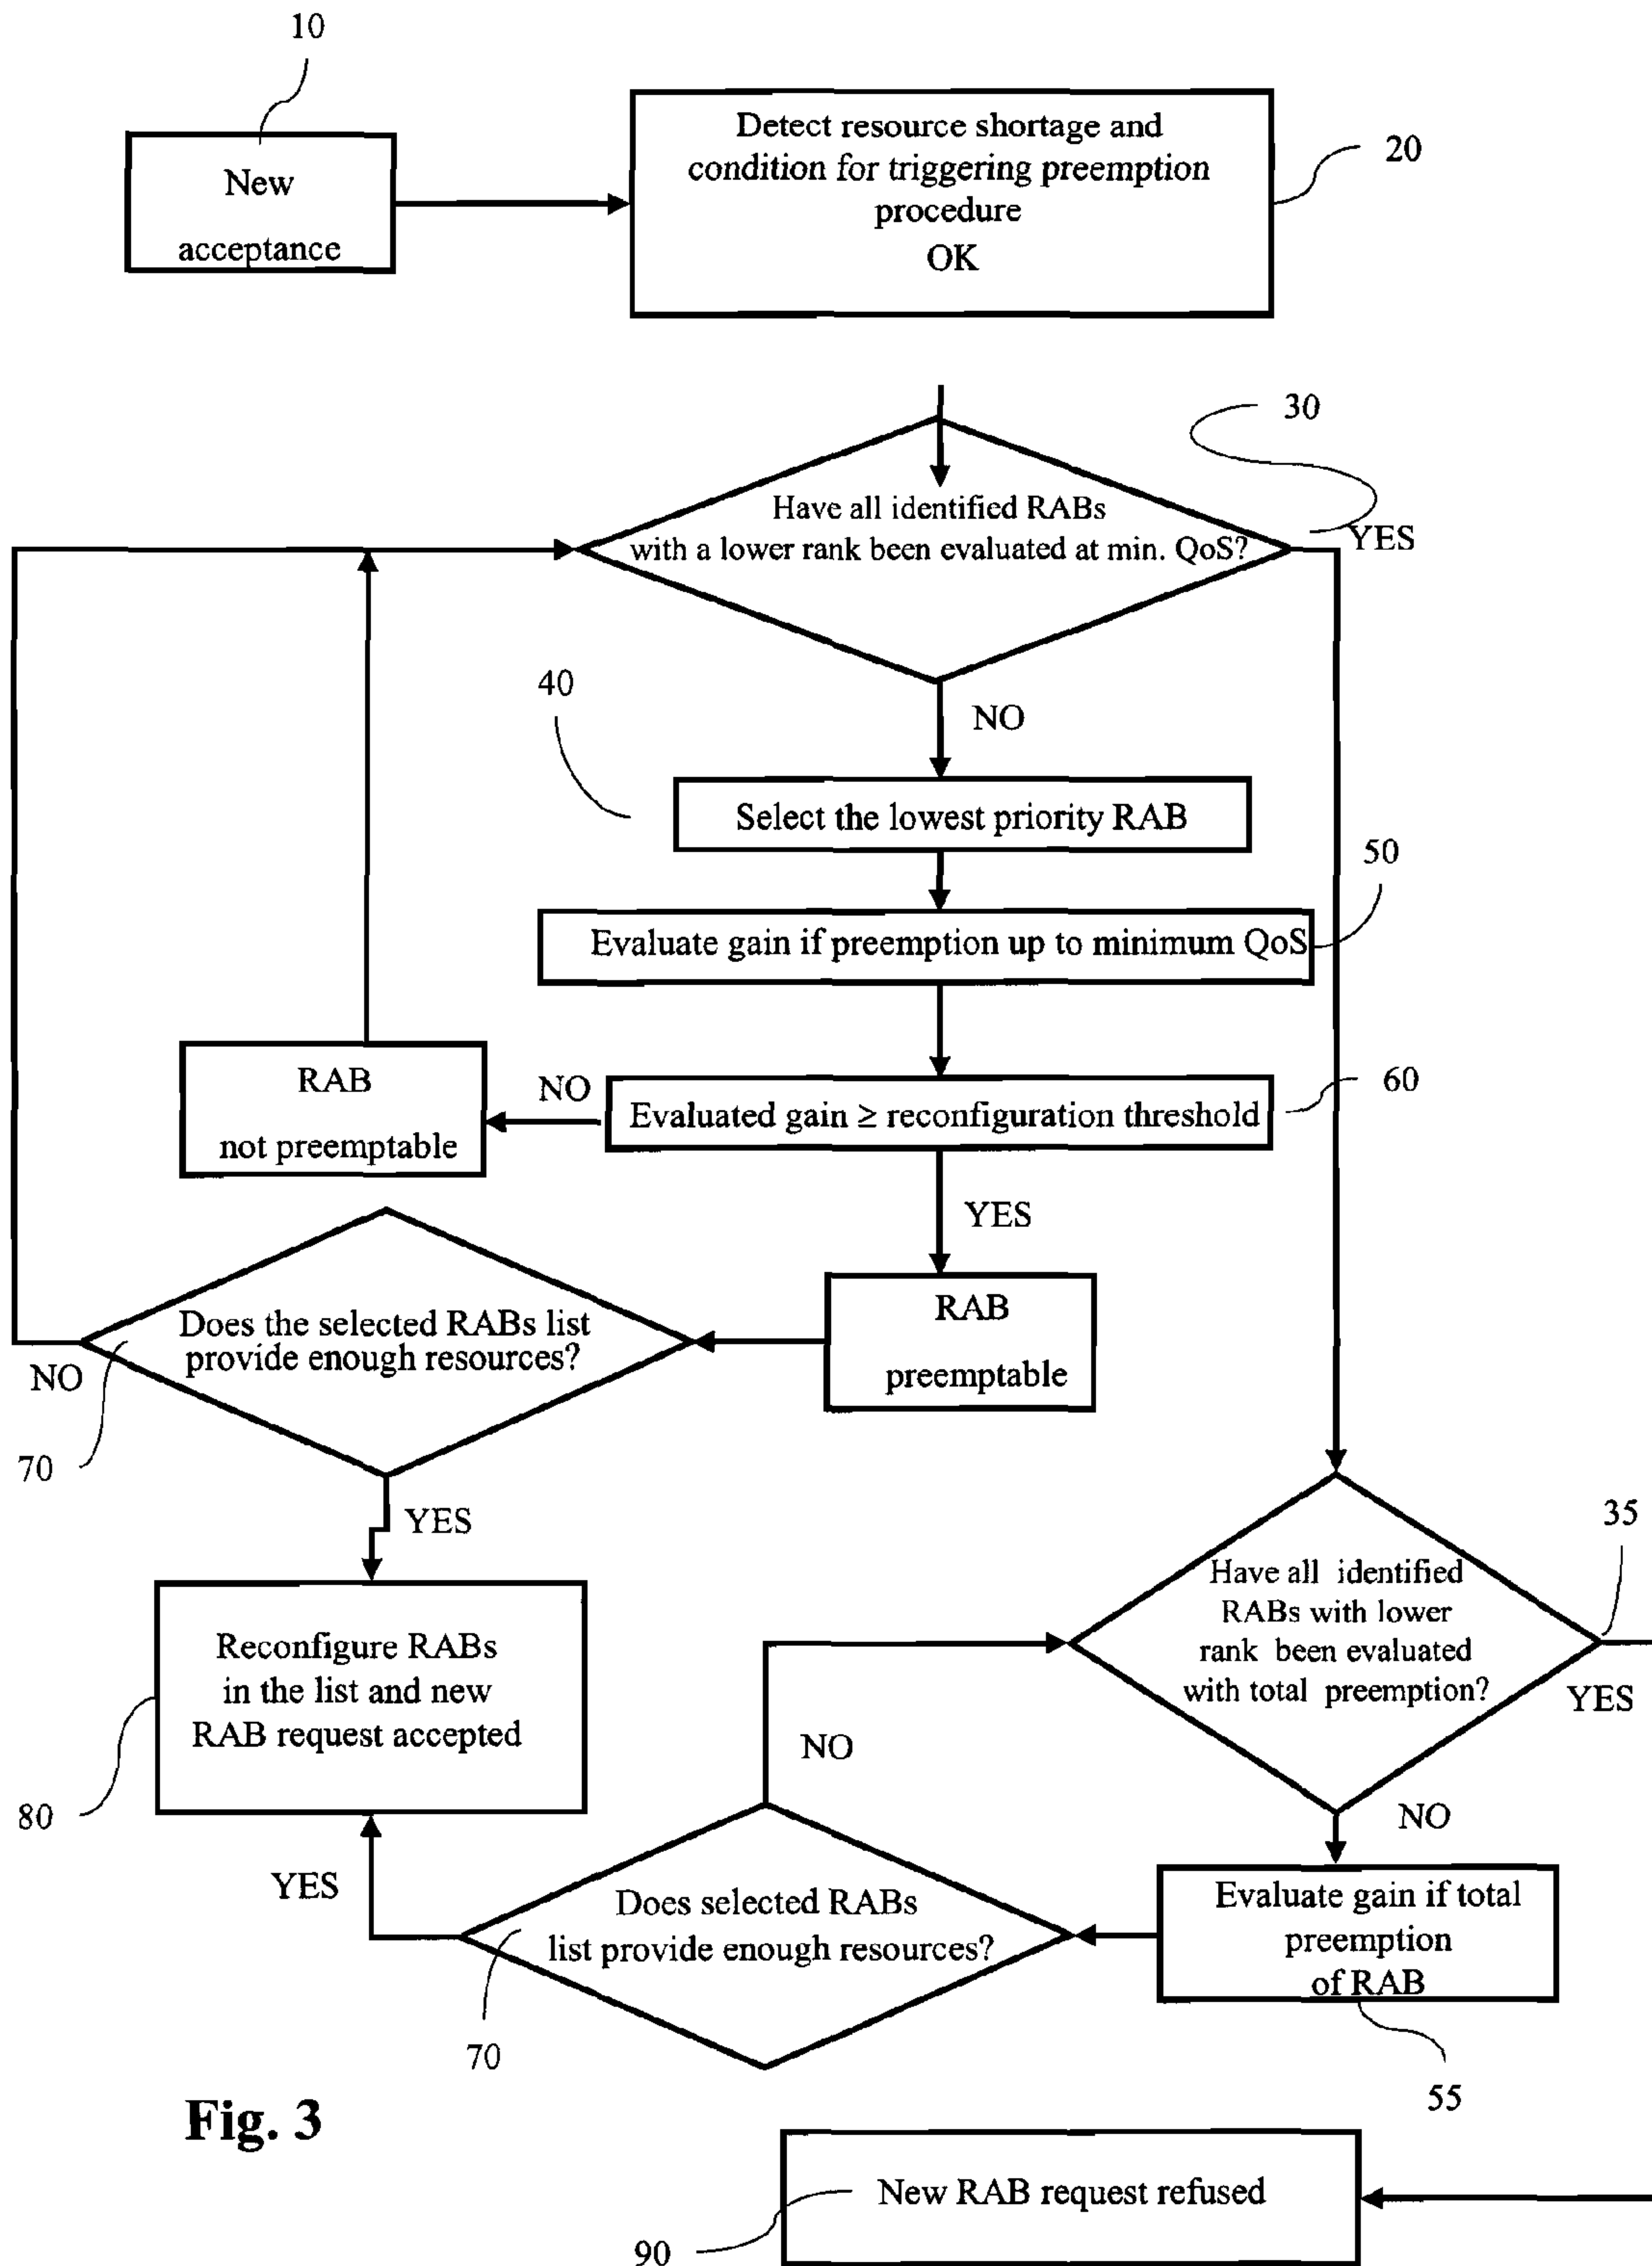 10
New
acceptance
Detect resource shortage and
condition for triggering preemption
procedure
OK
20
30
Have all identified RABs
with a lower rank been evaluated at min. QoS?
YES
40
NO
Select the lowest priority RAB
50
Evaluate gain if preemption up to minimum QoS
60
Evaluated gain ≥ reconfiguration threshold
NO
RAB
not preemptable
YES
RAB
preemptable
Does the selected RABs list
provide enough resources?
NO
70
YES
35
Have all identified
RABs with lower
rank been evaluated
with total preemption?
YES
Reconfigure RABs
in the list and new
RAB request accepted
80
NO
NO
YES
Does selected RABs
list provide enough resources?
Evaluate gain if total
preemption
of RAB
70
55
Fig. 3
New RAB request refused
90